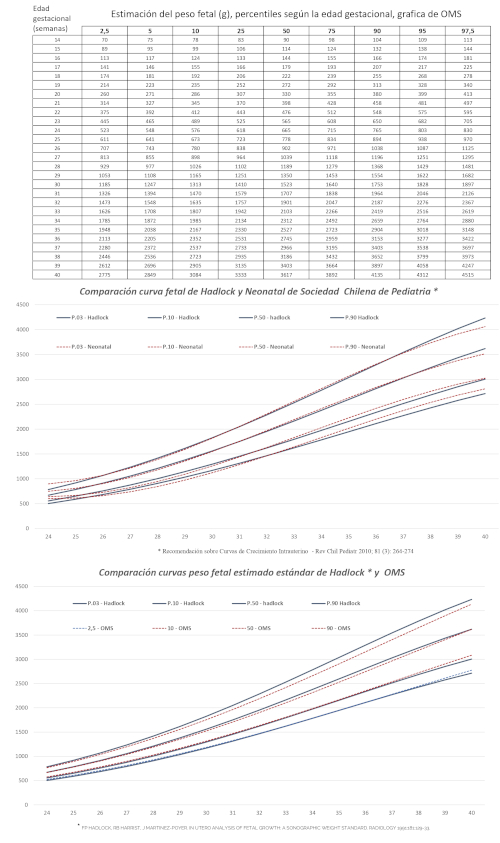 Edad
gestacional
(semanas)
Estimación del peso fetal (g), percentiles según la edad gestacional, grafica de OMS
2,5 5 10 25 50 75 90 95 97,5
14 70 73 78 83 90 98 104 109 113
15 89 93 99 106 114 124 132 138 144
16 113 117 124 133 144 155 166 174 181
17 141 146 155 166 179 193 207 217 225
18 174 181 192 206 222 239 255 268 278
19 214 223 235 252 272 292 313 328 340
20 260 271 286 307 330 355 380 399 413
21 314 327 345 370 398 428 458 481 497
22 375 392 412 443 476 512 548 575 595
23 445 465 489 525 565 608 650 682 705
24 523 548 576 618 665 715 765 803 830
25 611 641 673 723 778 834 894 938 970
26 707 743 780 838 902 971 1038 1087 1125
27 813 855 898 964 1039 1118 1196 1251 1295
28 929 977 1026 1102 1189 1279 1368 1429 1481
29 1053 1108 1165 1251 1350 1453 1554 1622 1682
30 1185 1247 1313 1410 1523 1640 1753 1828 1897
31 1326 1394 1470 1579 1707 1838 1964 2046 2126
32 1473 1548 1635 1757 1901 2047 2187 2276 2367
33 1626 1708 1807 1942 2103 2266 2419 2516 2619
34 1785 1872 1985 2134 2312 2492 2659 2764 2880
35 1948 2038 2167 2330 2527 2723 2904 3018 3148
36 2113 2205 2352 2531 2745 2959 3153 3277 3422
37 2280 2372 2537 2733 2966 3195 3403 3538 3697
38 2446 2536 2723 2935 3186 3432 3652 3799 3973
39 2612 2696 2905 3135 3403 3664 3897 4058 4247
40 2775 2849 3084 3333 3617 3892 4135 4312 4515
Comparación curva fetal de Hadlock y Neonatal de Sociedad Chilena de Pediatria *
4500
P.03 - Hadlock P.10 - Hadlock P.50 - hadlock P.90 Hadlock
4000
P.03 - Neonatal P.10 - Neonatal P.50 - Neonatal P.90 - Neonatal
3500
3000
2500
2000
1500
1000
500
0
24 25 26 27 28 29 30 31 32 33 34 35 36 37 38 39 40
* Recomendación sobre Curvas de Crecimiento Intrauterino - Rev Chil Pediatr 2010; 81 (3): 264-274
Comparación curvas peso fetal estimado estándar de Hadlock * y OMS
4500
P.03 - Hadlock P.10 - Hadlock P.50 - hadlock P.90 Hadlock
4000
3500
2,5 - OMS 10 - OMS 50 - OMS 90 - OMS
3000
2500
2000
1500
1000
500
0
24 25 26 27 28 29 30 31 32 33 34 35 36 37 38 39 40